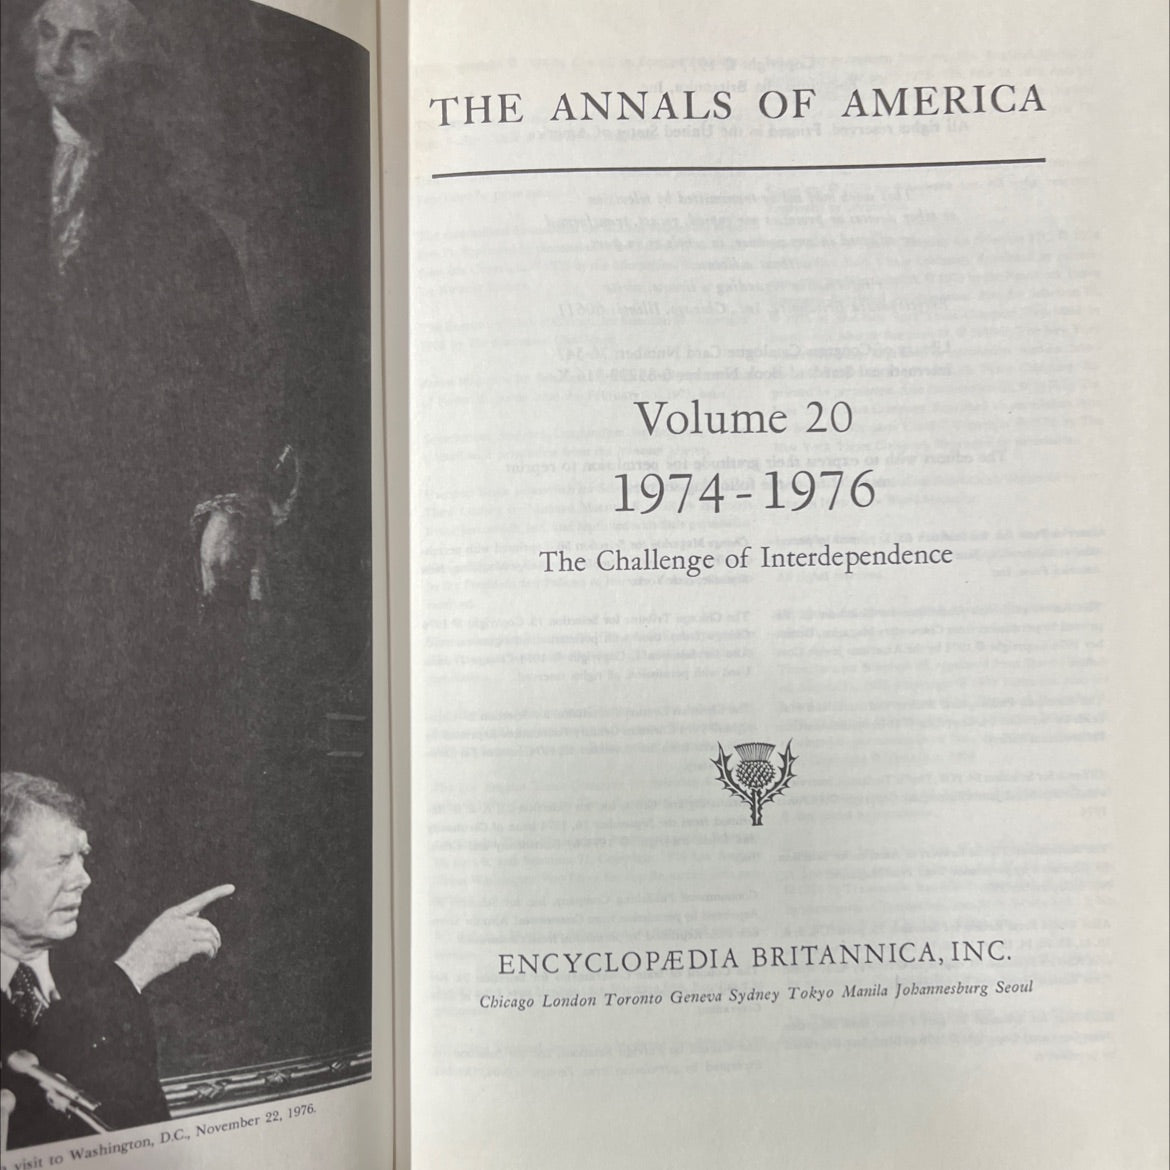 visit to Washington, D.C., November 22, 1976.
THE ANNALS OF AMERICA
Volume 20
1974-1976
The Challenge of Interdependence
ENCYCLOPÆDIA BRITANNICA, INC.
Chicago London Toronto Geneva Sydney Tokyo Manila Johannesburg Seoul